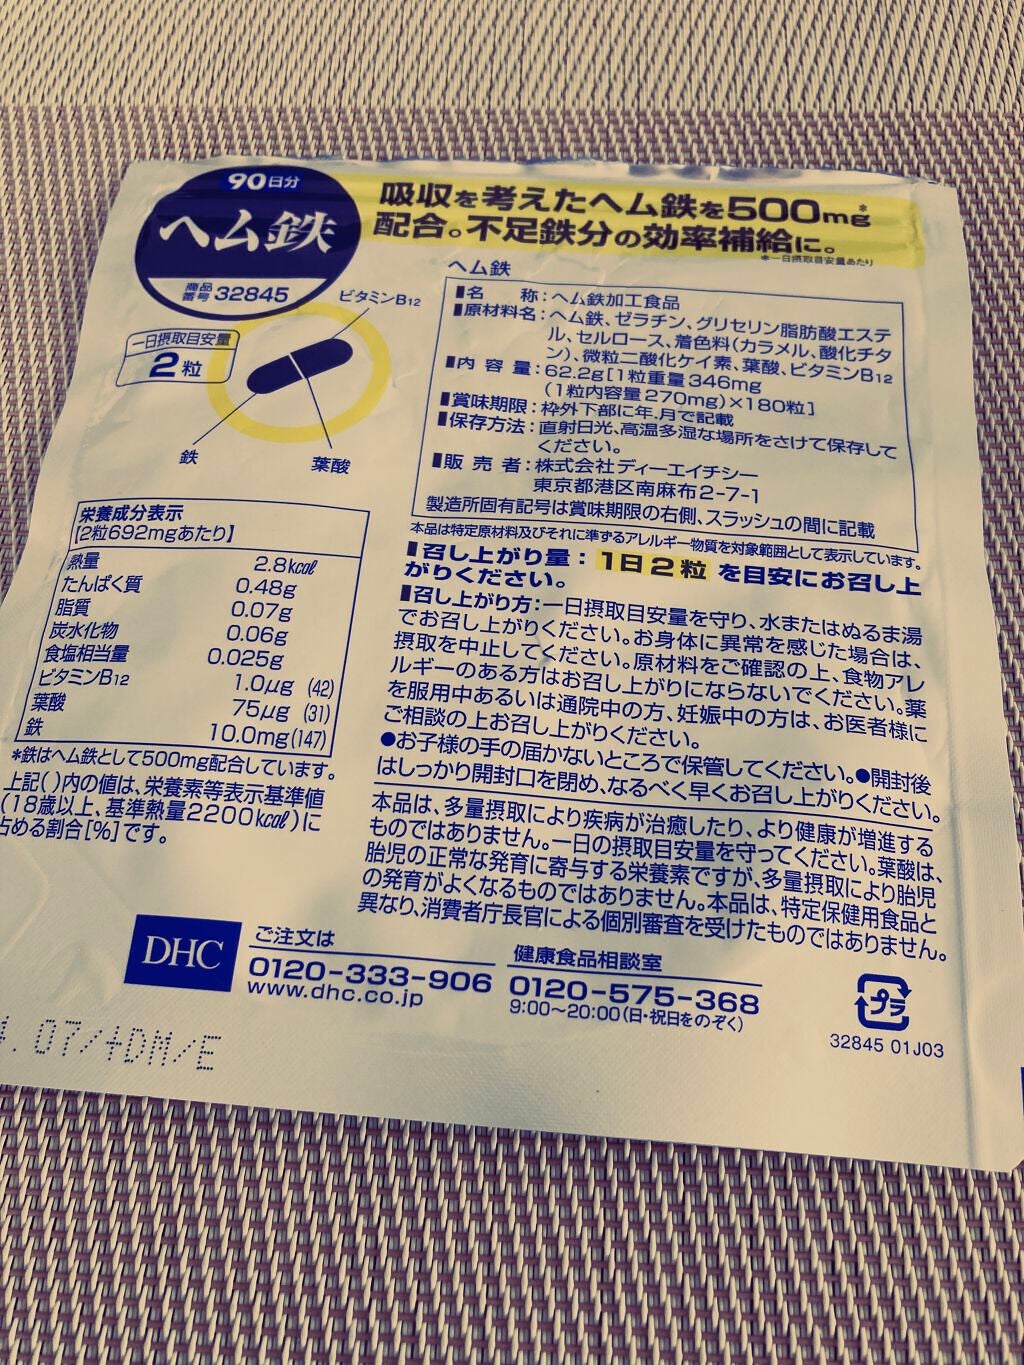 90日分
ヘム鉄
商品番号 32845
吸収を考えたヘム鉄を500mg*
配合。不足鉄分の効率補給に。
*一日摂取目安量あたり
一日摂取目安量
2粒
ビタミンB12
鉄
葉酸
ヘム鉄
■名　　称:ヘム鉄加工食品
■原材料名:ヘム鉄、ゼラチン、グリセリン脂肪酸エステ
ル、セルロース、着色料(カラメル、酸化チタ
ン)、微粒二酸化ケイ素、葉酸、ビタミンB12
■内 容 量:62.2g[1粒重量346mg
(1粒内容量270mg)×180粒]
■賞味期限:枠外下部に年.月で記載
■保存方法:直射日光、高温多湿な場所をさけて保存して
ください。
■販 売 者:株式会社ディーエイチシー
東京都港区南麻布2-7-1
製造所固有記号は賞味期限の右側、スラッシュの間に記載
本品は特定原材料及びそれに準ずるアレルギー物質を対象範囲として表示しています。
栄養成分表示
[2粒692mgあたり]
熱量 2.8kcal
たんぱく質 0.48g
脂質 0.07g
炭水化物 0.06g
食塩相当量 0.025g
ビタミンB12 1.0μg (42)
葉酸 75μg (31)
鉄 10.0mg(147)
*鉄はヘム鉄として500mg配合しています。
上記( )内の値は、栄養素等表示基準値
(18歳以上、基準熱量2200kcal)に
占める割合[%]です。
■召し上がり量:1日2粒を目安にお召し上
がりください。
■召し上がり方:一日摂取目安量を守り、水またはぬるま湯
でお召し上がりください。お身体に異常を感じた場合は、
摂取を中止してください。原材料をご確認の上、食物アレ
ルギーのある方はお召し上がりにならないでください。薬
を服用中あるいは通院中の方、妊娠中の方は、お医者様に
ご相談の上お召し上がりください。
●お子様の手の届かないところで保管してください。●開封後
はしっかり開封口を閉め、なるべく早くお召し上がりください。
本品は、多量摂取により疾病が治癒したり、より健康が増進する
ものではありません。一日の摂取目安量を守ってください。葉酸は、
胎児の正常な発育に寄与する栄養素ですが、多量摂取により胎児
の発育がよくなるものではありません。本品は、特定保健用食品と
異なり、消費者庁長官による個別審査を受けたものではありません。
DHC
ご注文は
0120-333-906
www.dhc.co.jp
健康食品相談室
0120-575-368
9:00〜20:00(日・祝日をのぞく)
プラ
32845 01J03
.07/+DM/E